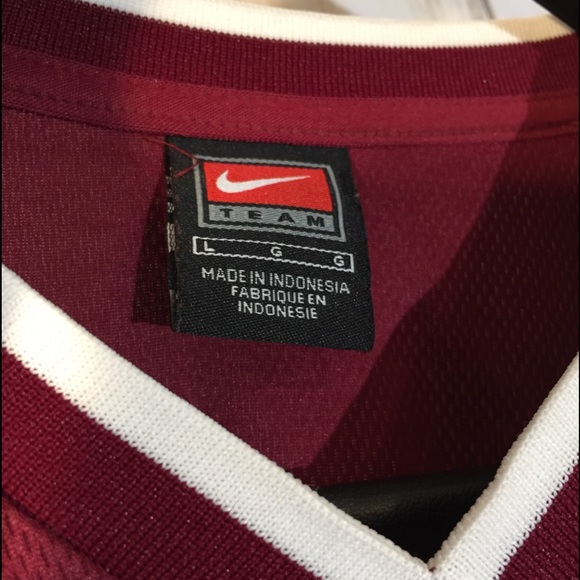 TEAM
L G G
MADE IN INDONESIA
FABRIQUE EN
INDONESIE